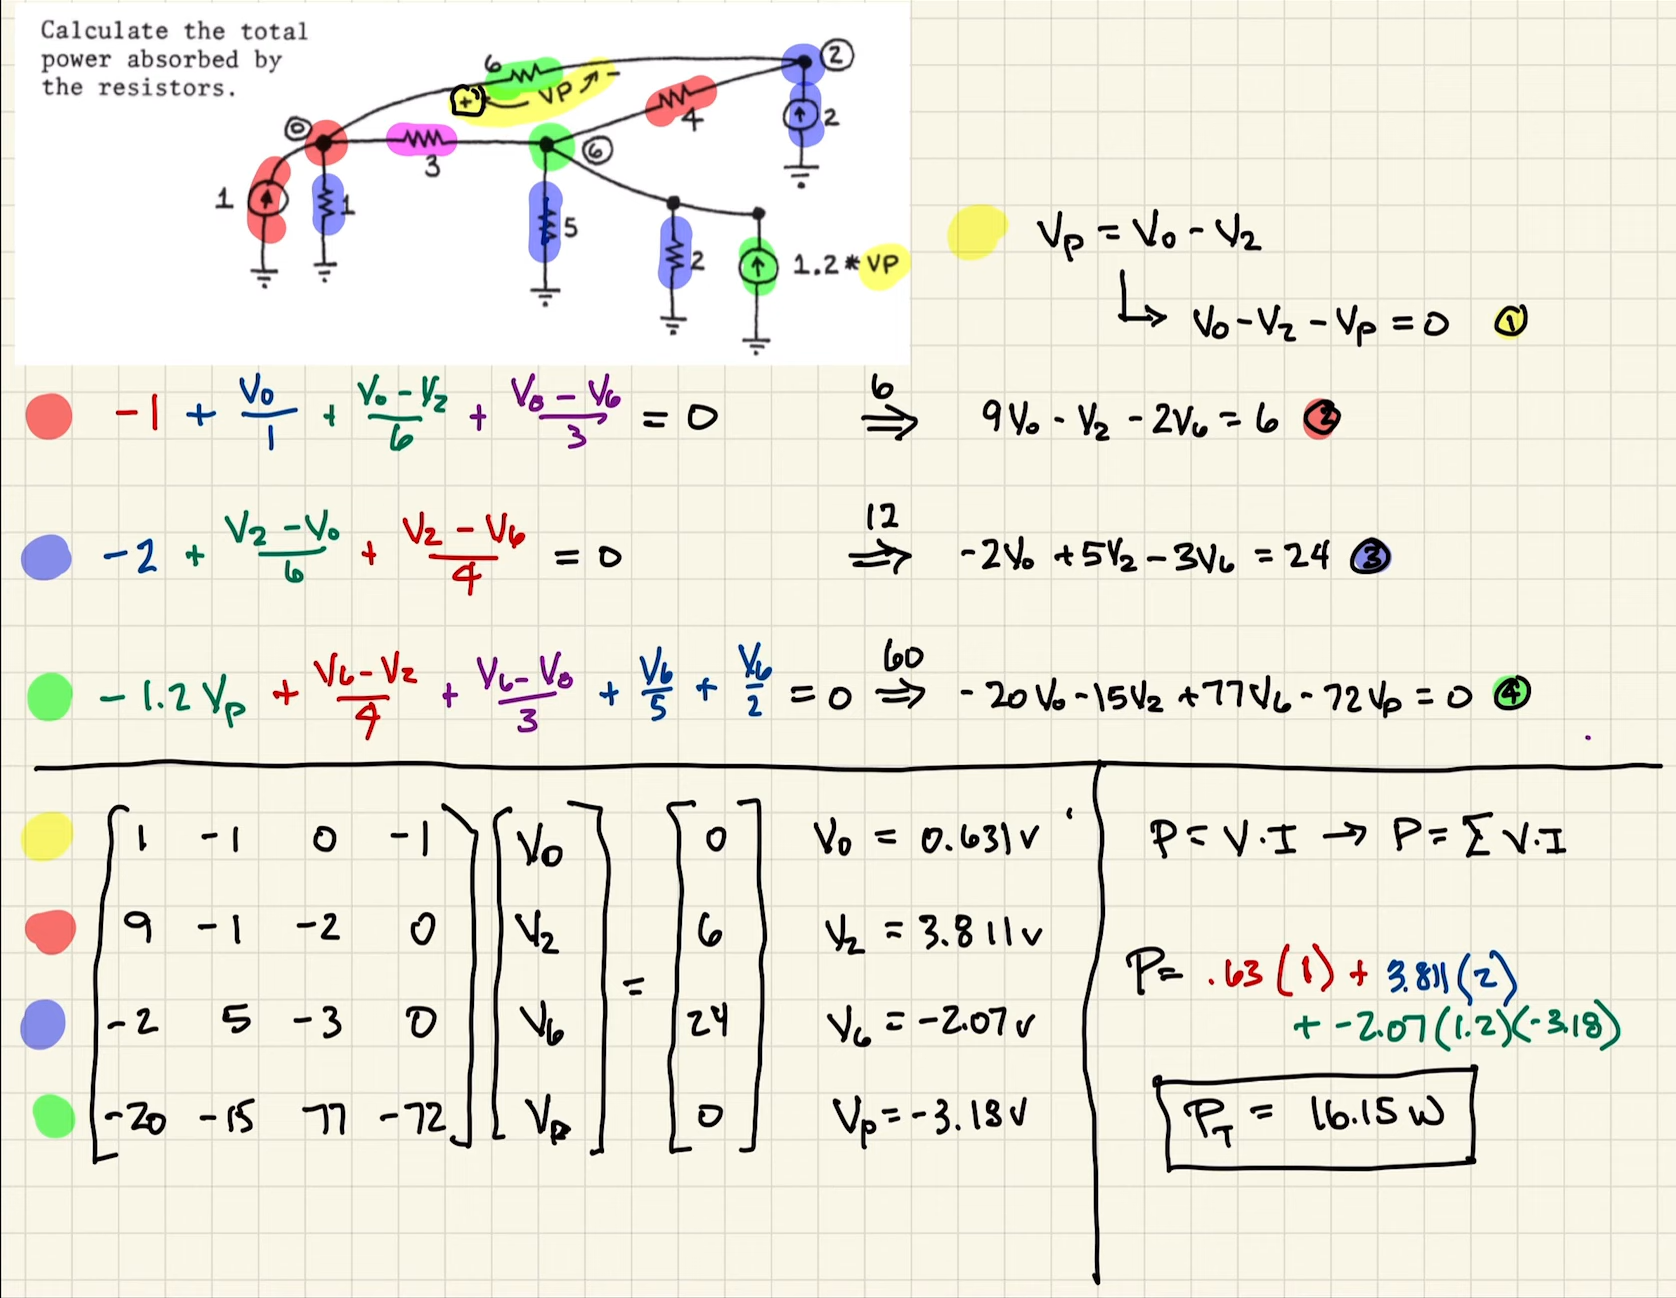 Calculate the total
power absorbed by
the resistors.
6
+ VP -
②
4
2
⓪
3
⑥
1
1
5
2
1.2*VP
Vp = V0 - V2
↳ V0 - V2 - Vp = 0 ①
-1 + V0/1 + (V0 - V2)/6 + (V0 - V6)/3 = 0 ⇒(6) 9V0 - V2 - 2V6 = 6 ②
-2 + (V2 - V0)/6 + (V2 - V6)/4 = 0 ⇒(12) -2V0 + 5V2 - 3V6 = 24 ③
-1.2 Vp + (V6 - V2)/4 + (V6 - V0)/3 + V6/5 + V6/2 = 0 ⇒(60) -20V0 - 15V2 + 77V6 - 72Vp = 0 ④
1 -1 0 -1 V0 0 V0 = 0.631v
9 -1 -2 0 V2 6 V2 = 3.811v
=
-2 5 -3 0 V6 24 V6 = -2.07v
-20 -15 77 -72 Vp 0 Vp = -3.18v
P = V·I → P = Σ V·I
P = .63(1) + 3.811(2)
+ -2.07(1.2)(-3.18)
PT = 16.15 W